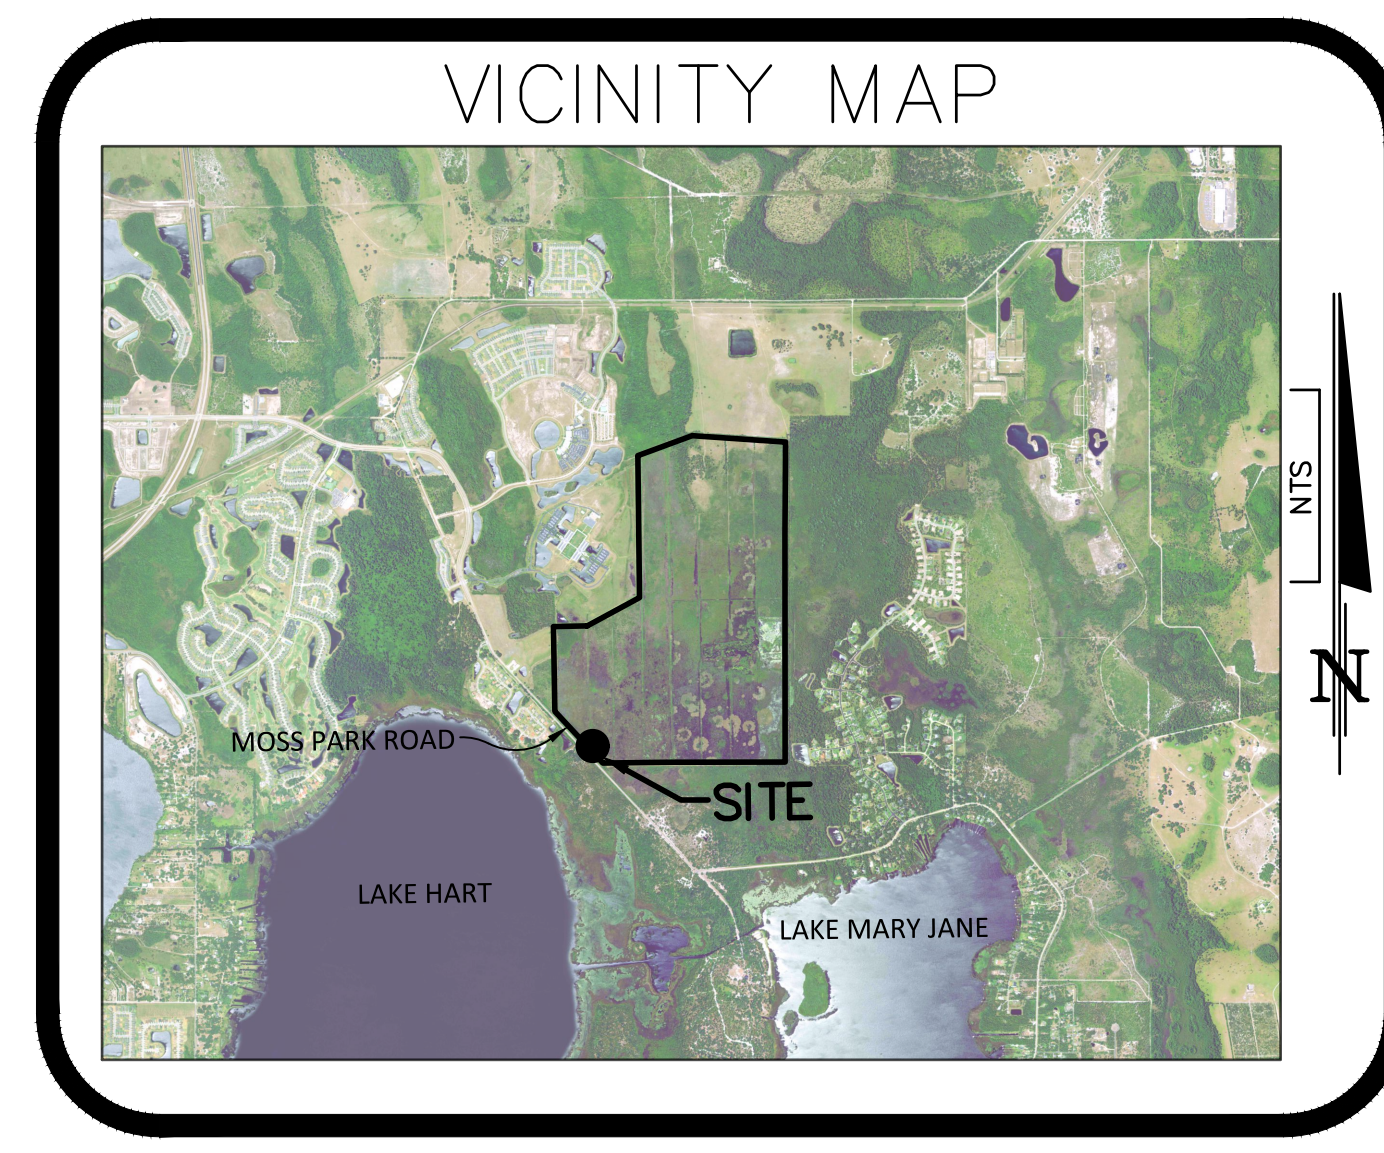 VICINITY MAP
NTS
N
MOSS PARK ROAD
SITE
LAKE HART
LAKE MARY JANE